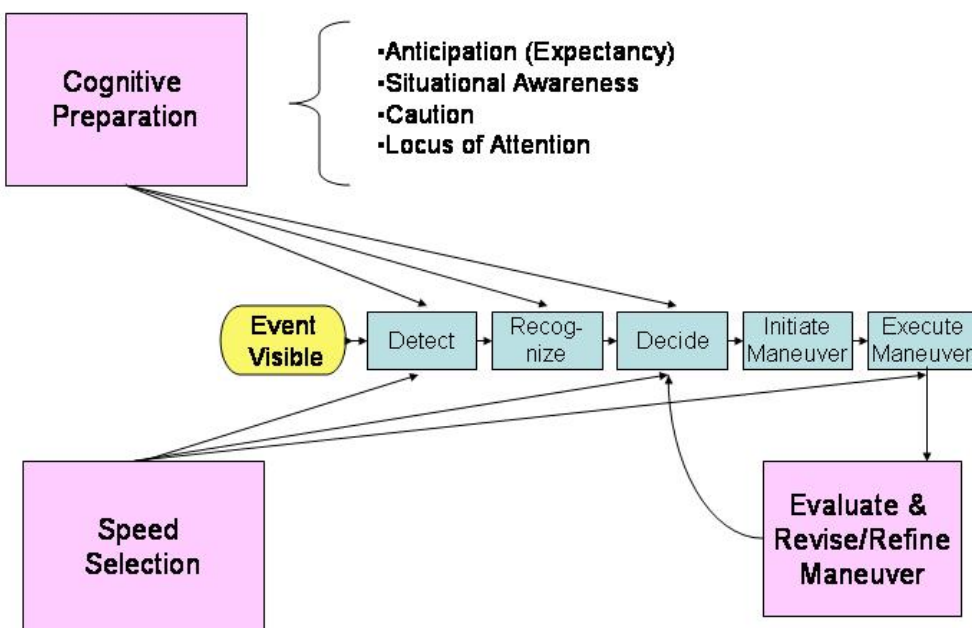 Cognitive
Preparation
▪Anticipation (Expectancy)
▪Situational Awareness
▪Caution
▪Locus of Attention
Event
Visible
Detect
Recog-
nize
Decide
Initiate
Maneuver
Execute
Maneuver
Speed
Selection
Evaluate &
Revise/Refine
Maneuver